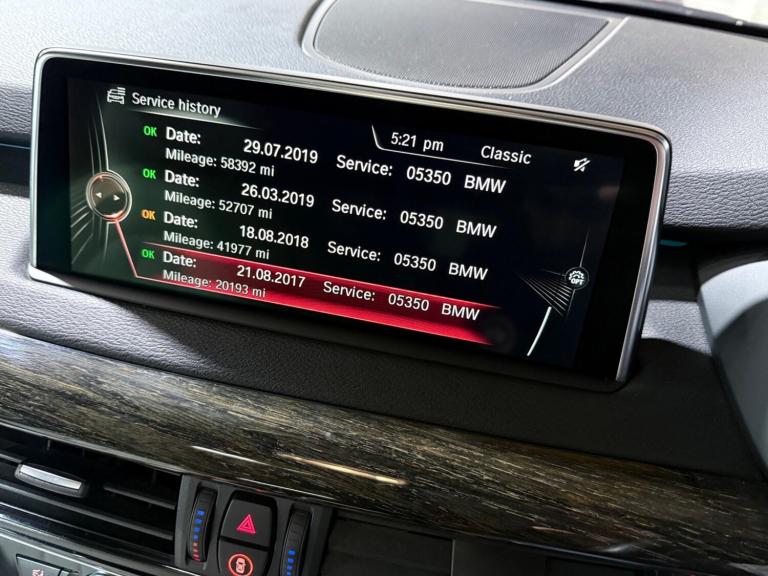 Service history
5:21 pm Classic
OK Date: 29.07.2019 Service: 05350 BMW
Mileage: 58392 mi
OK Date: 26.03.2019 Service: 05350 BMW
Mileage: 52707 mi
OK Date: 18.08.2018 Service: 05350 BMW
Mileage: 41977 mi
OK Date: 21.08.2017 Service: 05350 BMW
Mileage: 20193 mi
OPT